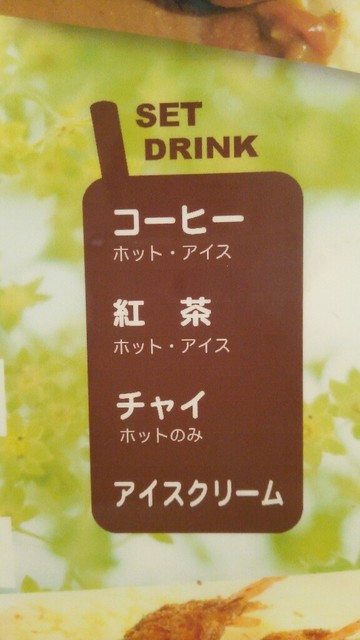 SET
DRINK
コーヒー
ホット・アイス
紅 茶
ホット・アイス
チャイ
ホットのみ
アイスクリーム